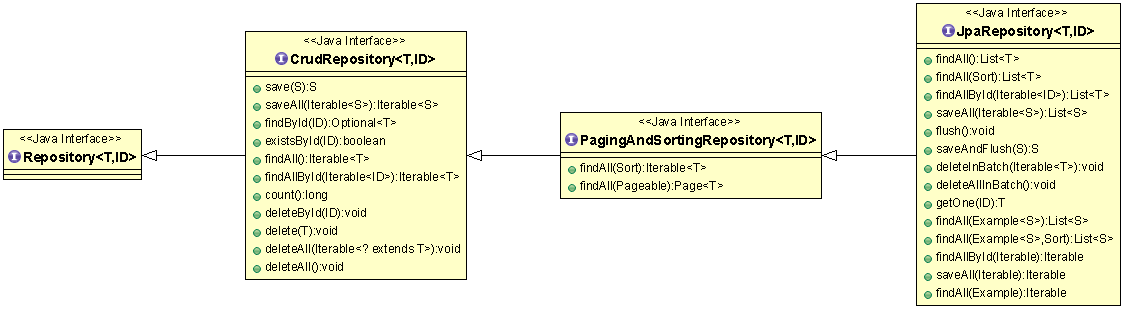 <<Java Interface>>
Repository<T,ID>
<<Java Interface>>
CrudRepository<T,ID>
save(S):S
saveAll(Iterable<S>):Iterable<S>
findById(ID):Optional<T>
existsById(ID):boolean
findAll():Iterable<T>
findAllById(Iterable<ID>):Iterable<T>
count():long
deleteById(ID):void
delete(T):void
deleteAll(Iterable<? extends T>):void
deleteAll():void
<<Java Interface>>
PagingAndSortingRepository<T,ID>
findAll(Sort):Iterable<T>
findAll(Pageable):Page<T>
<<Java Interface>>
JpaRepository<T,ID>
findAll():List<T>
findAll(Sort):List<T>
findAllById(Iterable<ID>):List<T>
saveAll(Iterable<S>):List<S>
flush():void
saveAndFlush(S):S
deleteInBatch(Iterable<T>):void
deleteAllInBatch():void
getOne(ID):T
findAll(Example<S>):List<S>
findAll(Example<S>,Sort):List<S>
findAllById(Iterable):Iterable
saveAll(Iterable):Iterable
findAll(Example):Iterable